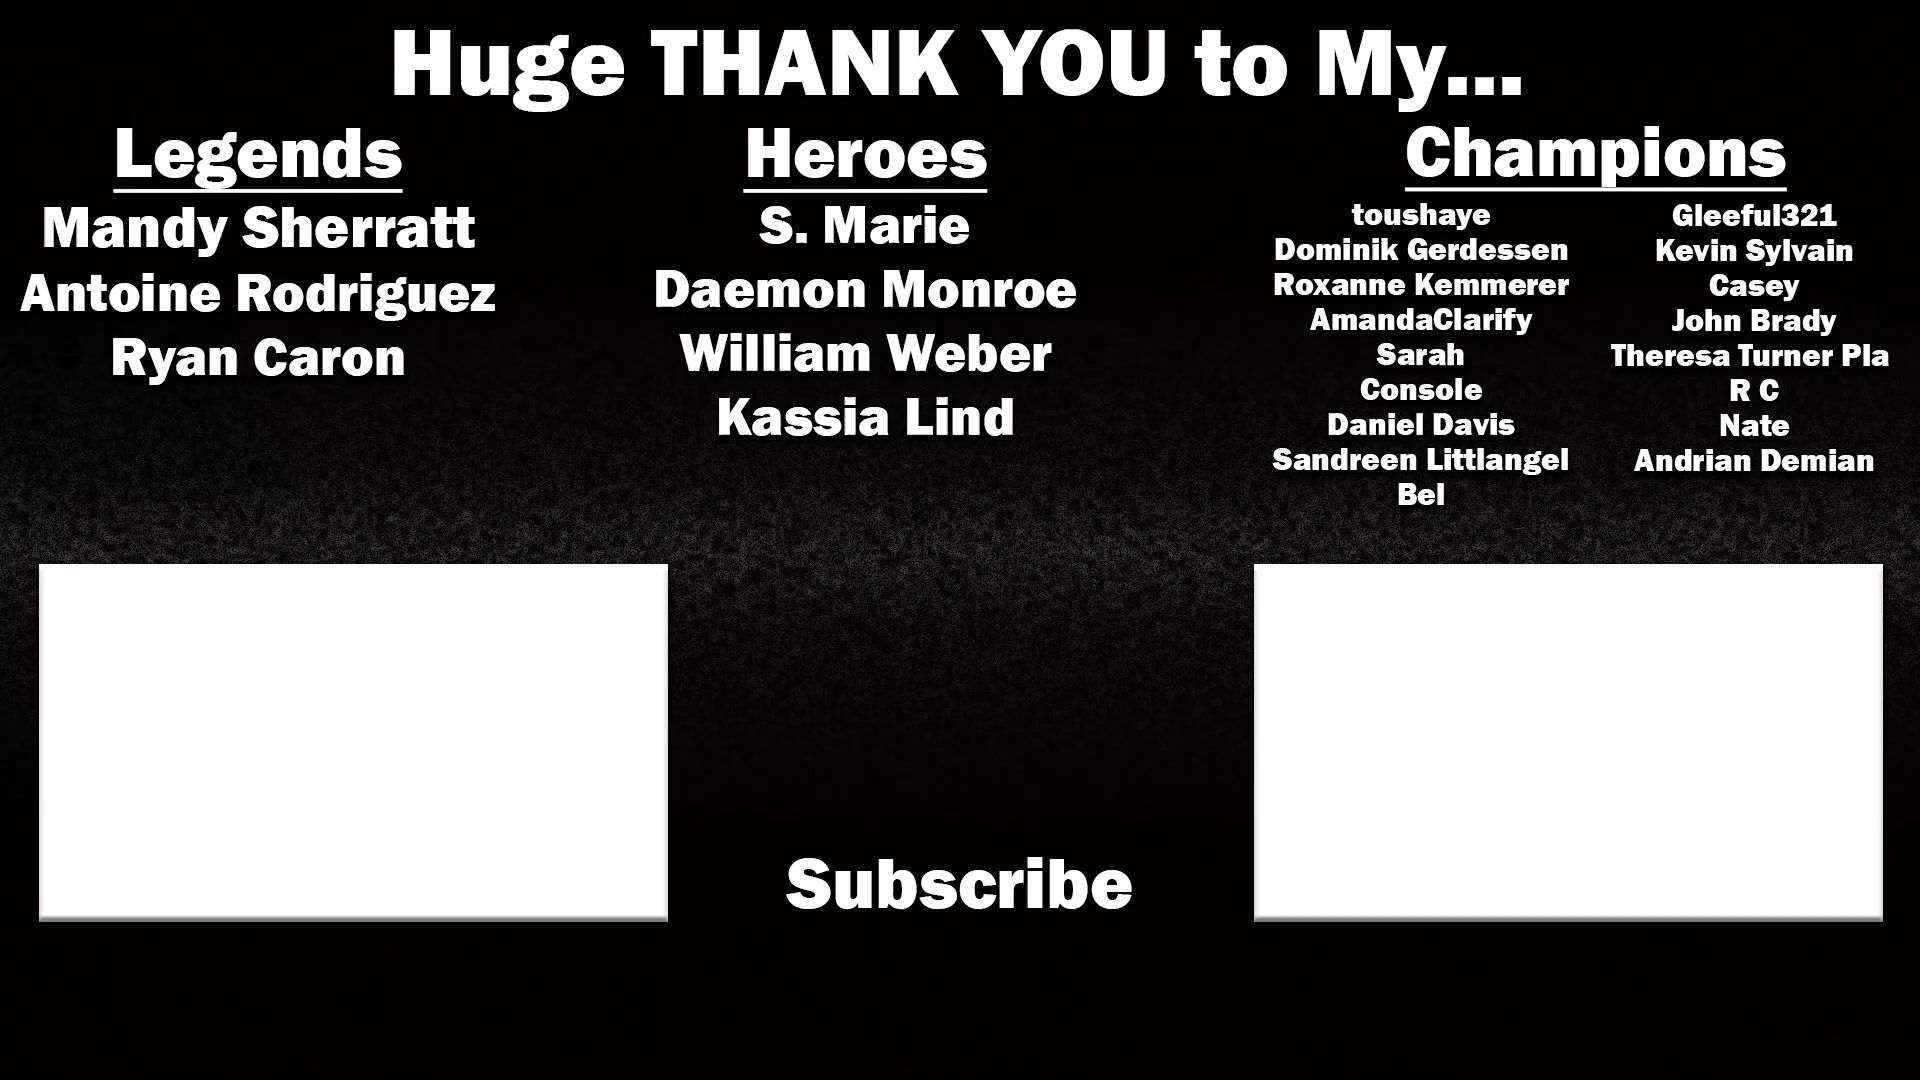 Huge THANK YOU to My...
Legends
Mandy Sherratt
Antoine Rodriguez
Ryan Caron
Heroes
S. Marie
Daemon Monroe
William Weber
Kassia Lind
Champions
toushaye
Dominik Gerdessen
Roxanne Kemmerer
AmandaClarify
Sarah
Console
Daniel Davis
Sandreen Littlangel
Bel
Gleeful321
Kevin Sylvain
Casey
John Brady
Theresa Turner Pla
R C
Nate
Andrian Demian
Subscribe